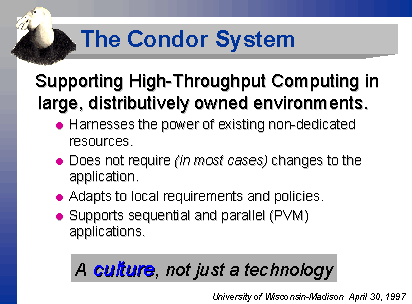 The Condor System
Supporting High-Throughput Computing in
large, distributively owned environments.
Harnesses the power of existing non-dedicated
resources.
Does not require (in most cases) changes to the
application.
Adapts to local requirements and policies.
Supports sequential and parallel (PVM)
applications.
A culture, not just a technology
University of Wisconsin-Madison April 30, 1997